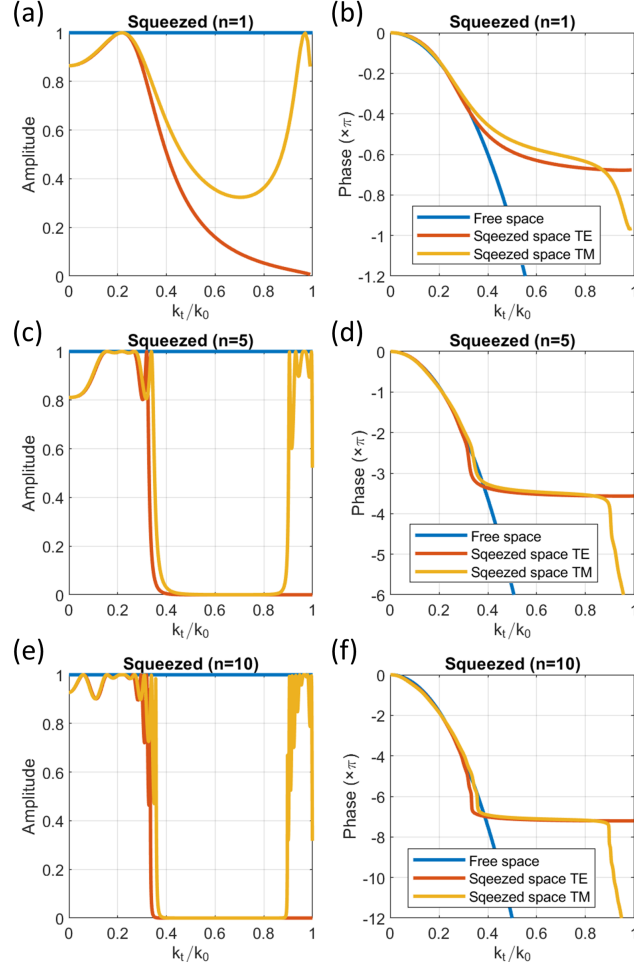 (a)
Squeezed (n=1)
1
0.8
0.6
0.4
0.2
0
Amplitude
0 0.2 0.4 0.6 0.8 1
k_t/k_0
(b)
Squeezed (n=1)
0
-0.2
-0.4
-0.6
-0.8
-1
-1.2
Phase (×π)
Free space
Sqeezed space TE
Sqeezed space TM
0 0.2 0.4 0.6 0.8 1
k_t/k_0
(c)
Squeezed (n=5)
1
0.8
0.6
0.4
0.2
0
Amplitude
0 0.2 0.4 0.6 0.8 1
k_t/k_0
(d)
Squeezed (n=5)
0
-1
-2
-3
-4
-5
-6
Phase (×π)
Free space
Sqeezed space TE
Sqeezed space TM
0 0.2 0.4 0.6 0.8 1
k_t/k_0
(e)
Squeezed (n=10)
1
0.8
0.6
0.4
0.2
0
Amplitude
0 0.2 0.4 0.6 0.8 1
k_t/k_0
(f)
Squeezed (n=10)
0
-2
-4
-6
-8
-10
-12
Phase (×π)
Free space
Sqeezed space TE
Sqeezed space TM
0 0.2 0.4 0.6 0.8 1
k_t/k_0